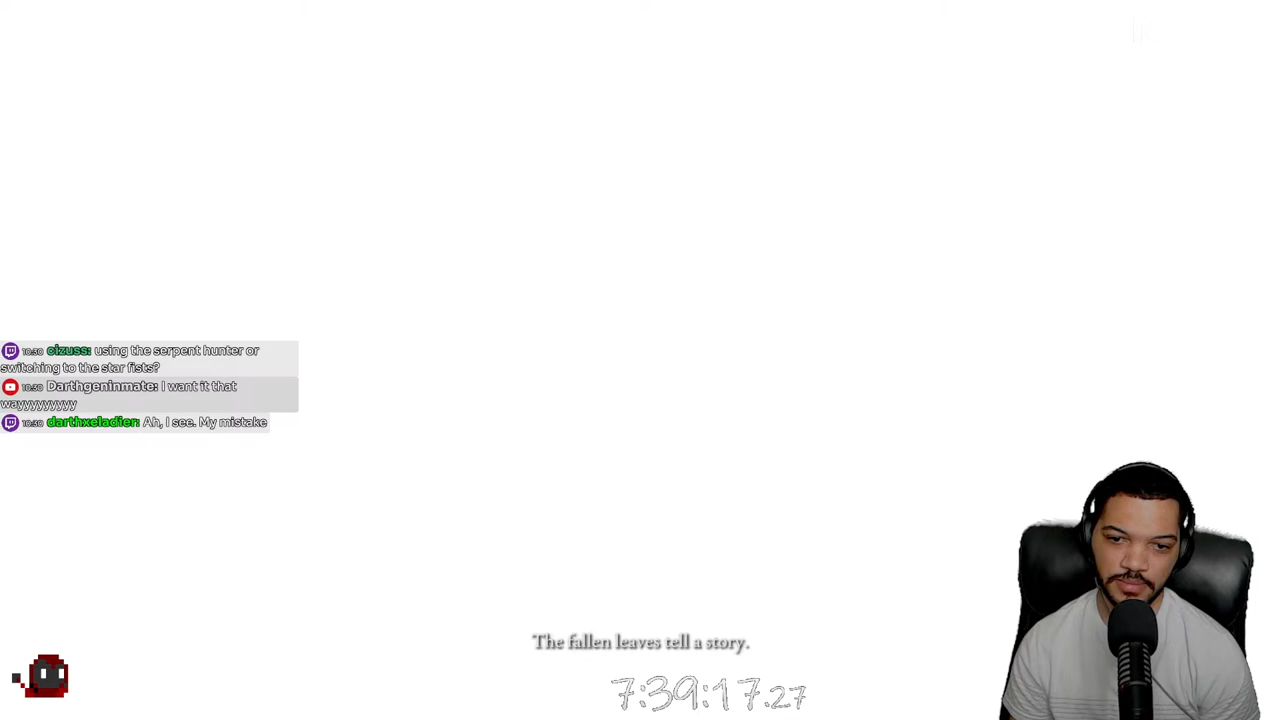 10:30 cizuss: using the serpent hunter or
switching to the star fists?
10:30 Darthgeninmate: I want it that
wayyyyyyyyy
10:30 darthxeladier: Ah, I see. My mistake
The fallen leaves tell a story.
7:39:17.27